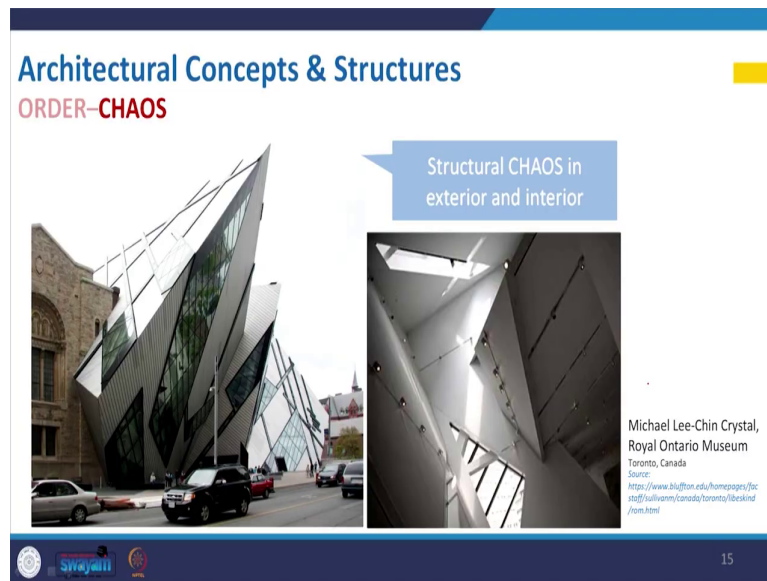 Architectural Concepts & Structures
ORDER–CHAOS
Structural CHAOS in
exterior and interior
Michael Lee-Chin Crystal,
Royal Ontario Museum
Toronto, Canada
Source:
https://www.bluffton.edu/homepages/fac
staff/sullivanm/canada/toronto/libeskind
/rom.html
swayam
NPTEL
15